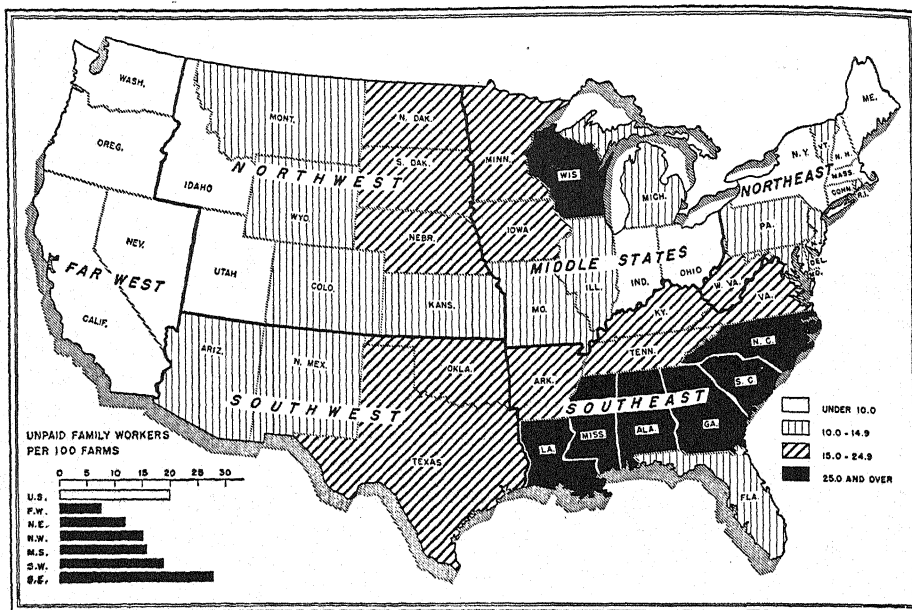 WASH.
OREG.
CALIF.
NEV.
FAR WEST
IDAHO
MONT.
WYO.
UTAH
COLO.
N. DAK.
S. DAK.
NEBR.
KANS.
NORTHWEST
ARIZ.
N. MEX.
OKLA.
TEXAS
SOUTHWEST
MINN.
IOWA
MO.
WIS
ILL.
MICH.
IND.
OHIO
MIDDLE STATES
ME.
N.Y.
VT.
N.H.
MASS.
CONN.
R.I.
PA.
DEL.
MD.
W. VA.
NORTHEAST
VA.
KY.
TENN.
N. C.
S. C
ARK.
LA.
MISS
ALA.
GA.
FLA.
SOUTHEAST
UNDER 10.0
10.0 - 14.9
15.0 - 24.9
25.0 AND OVER
UNPAID FAMILY WORKERS
PER 100 FARMS
0 5 10 15 20 25 30
U.S.
F.W.
N.E.
N.W.
M.S.
S.W.
S.E.